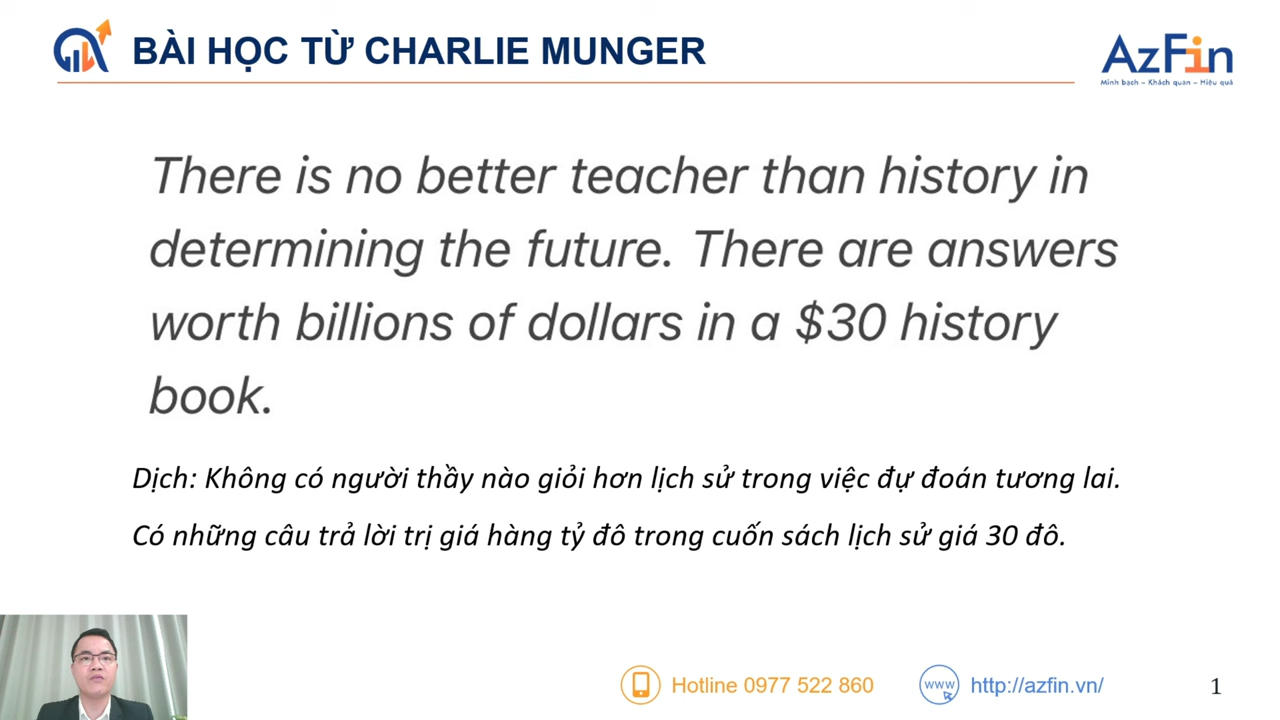 BÀI HỌC TỪ CHARLIE MUNGER
AzFin
Minh bạch – Khách quan – Hiệu quả
There is no better teacher than history in
determining the future. There are answers
worth billions of dollars in a $30 history
book.
Dịch: Không có người thầy nào giỏi hơn lịch sử trong việc đự đoán tương lai.
Có những câu trả lời trị giá hàng tỷ đô trong cuốn sách lịch sử giá 30 đô.
Hotline 0977 522 860
www
http://azfin.vn/
1